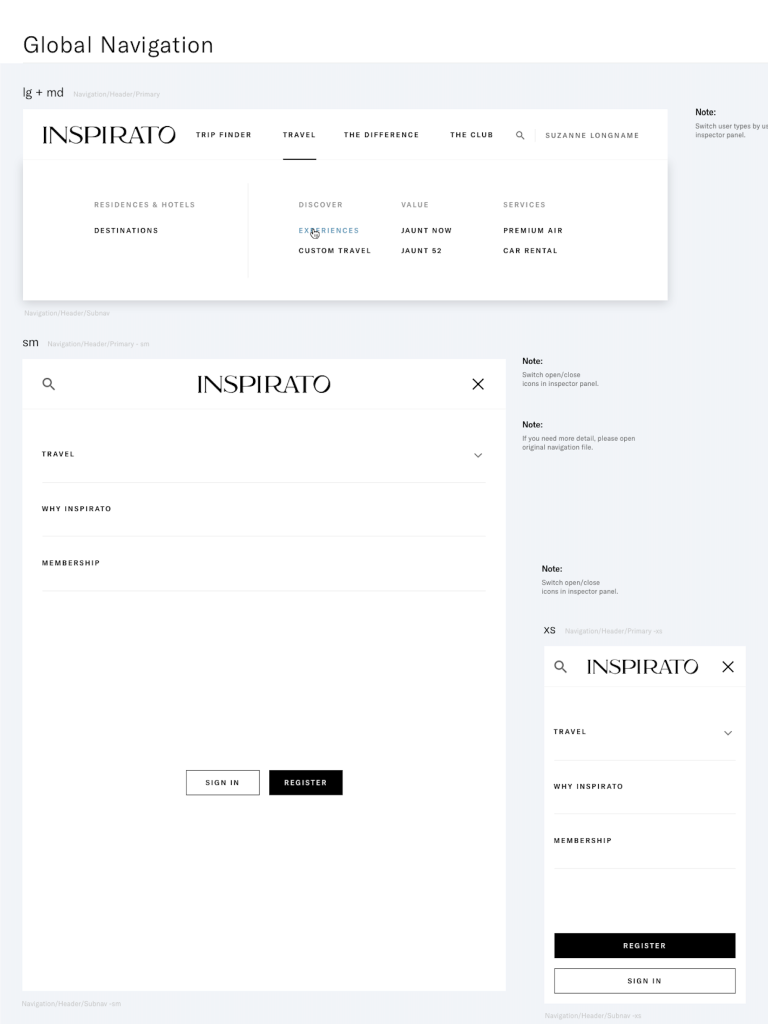 Global Navigation
lg + md Navigation/Header/Primary
INSPIRATO TRIP FINDER TRAVEL THE DIFFERENCE THE CLUB SUZANNE LONGNAME
Note:
Switch user types by us
inspector panel.
RESIDENCES & HOTELS DISCOVER VALUE SERVICES
DESTINATIONS EXPERIENCES JAUNT NOW PREMIUM AIR
CUSTOM TRAVEL JAUNT 52 CAR RENTAL
Navigation/Header/Subnav
sm Navigation/Header/Primary - sm
INSPIRATO
TRAVEL
WHY INSPIRATO
MEMBERSHIP
SIGN IN REGISTER
Navigation/Header/Subnav -sm
Note:
Switch open/close
icons in inspector panel.
Note:
If you need more detail, please open
original navigation file.
Note:
Switch open/close
icons in inspector panel.
xs Navigation/Header/Primary -xs
INSPIRATO
TRAVEL
WHY INSPIRATO
MEMBERSHIP
REGISTER
SIGN IN
Navigation/Header/Subnav -xs